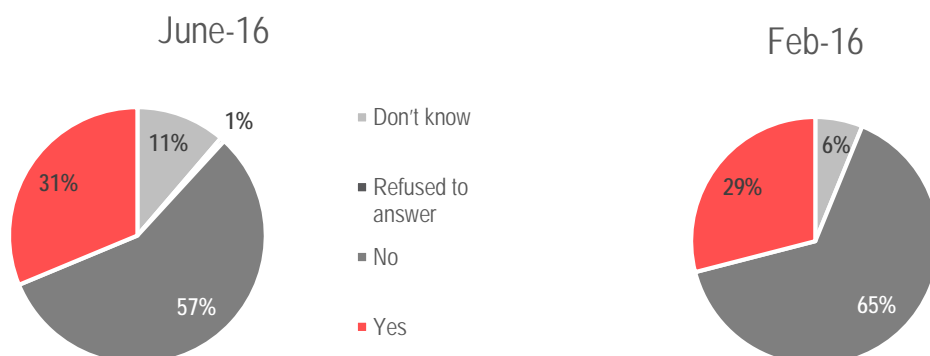 June-16
Feb-16
11%
1%
31%
57%
Don't know
Refused to
answer
No
Yes
6%
29%
65%